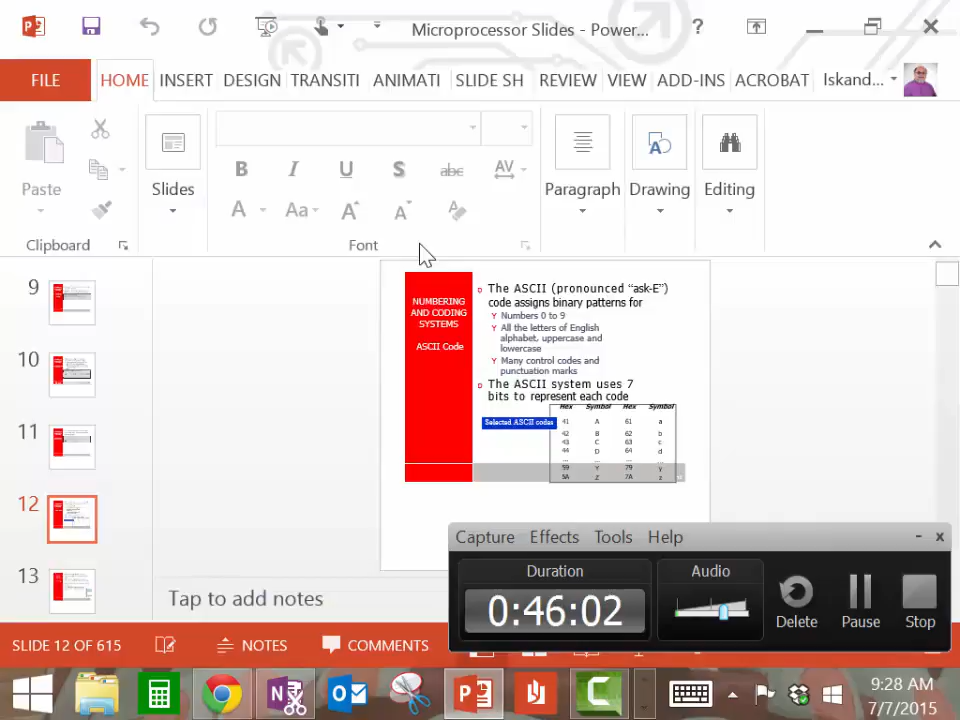 Microprocessor Slides - Power...
?
FILE
HOME INSERT DESIGN TRANSITI ANIMATI SLIDE SH REVIEW VIEW ADD-INS ACROBAT Iskand...
Paste
Slides
B I U S abc AV
A Aa A A
Paragraph Drawing Editing
Clipboard
Font
9
10
11
12
13
NUMBERING
AND CODING
SYSTEMS
ASCII Code
The ASCII (pronounced “ask-E”)
code assigns binary patterns for
Numbers 0 to 9
All the letters of English
alphabet, uppercase and
lowercase
Many control codes and
punctuation marks
The ASCII system uses 7
bits to represent each code
Selected ASCII codes
Hex Symbol Hex Symbol
41 A 61 a
42 B 62 b
43 C 63 c
44 D 64 d
... ... ... ...
59 Y 79 y
5A Z 7A z
Tap to add notes
Capture Effects Tools Help
Duration
0:46:02
Audio
Delete Pause Stop
SLIDE 12 OF 615
NOTES
COMMENTS
9:28 AM
7/7/2015